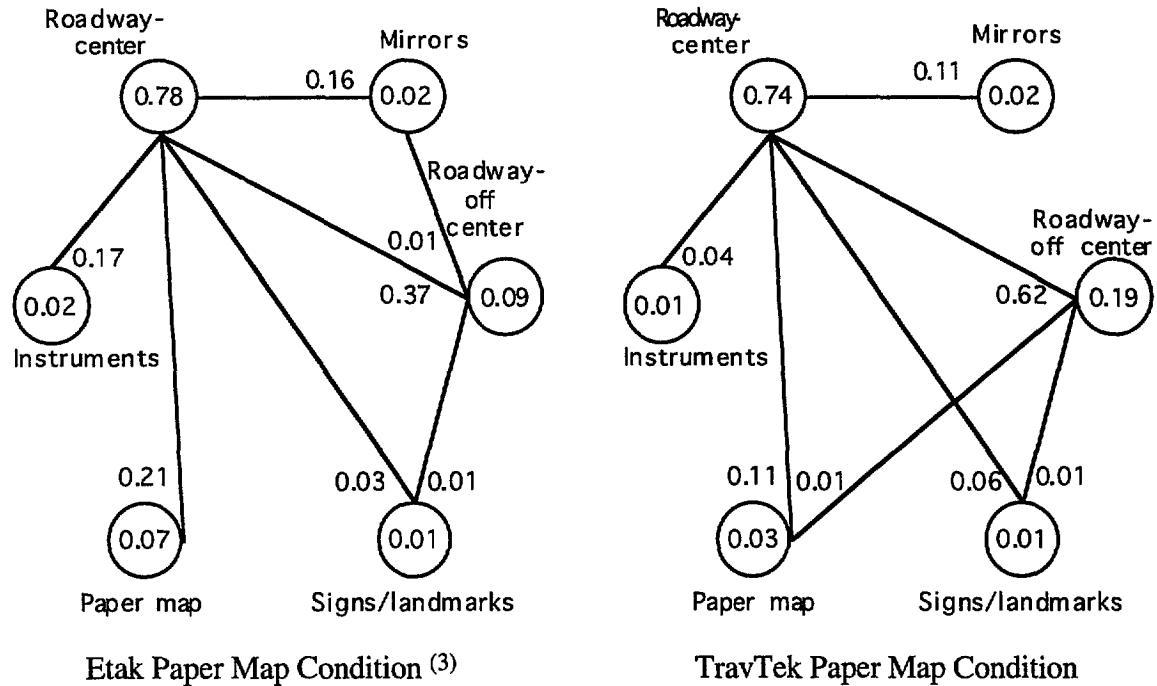 Roadway-
center
Mirrors
0.16
0.78
0.02
Roadway-
off
center
0.01
0.17
0.37
0.09
0.02
Instruments
0.21
0.03
0.01
0.07
0.01
Paper map
Signs/landmarks
Etak Paper Map Condition (3)
Roadway-
center
Mirrors
0.11
0.74
0.02
Roadway-
off center
0.04
0.62
0.19
0.01
Instruments
0.11
0.01
0.06
0.01
0.03
0.01
Paper map
Signs/landmarks
TravTek Paper Map Condition